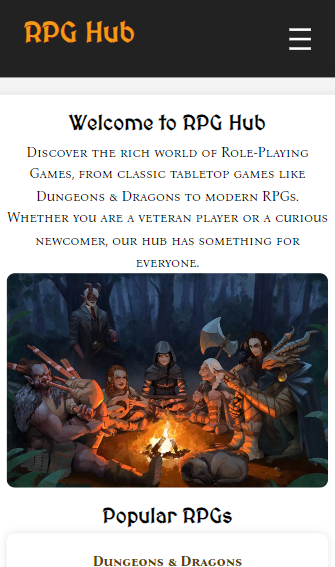 RPG Hub
Welcome to RPG Hub
Discover the rich world of Role-Playing
Games, from classic tabletop games like
Dungeons & Dragons to modern RPGs.
Whether you are a veteran player or a curious
newcomer, our hub has something for
everyone.
Popular RPGs
Dungeons & Dragons